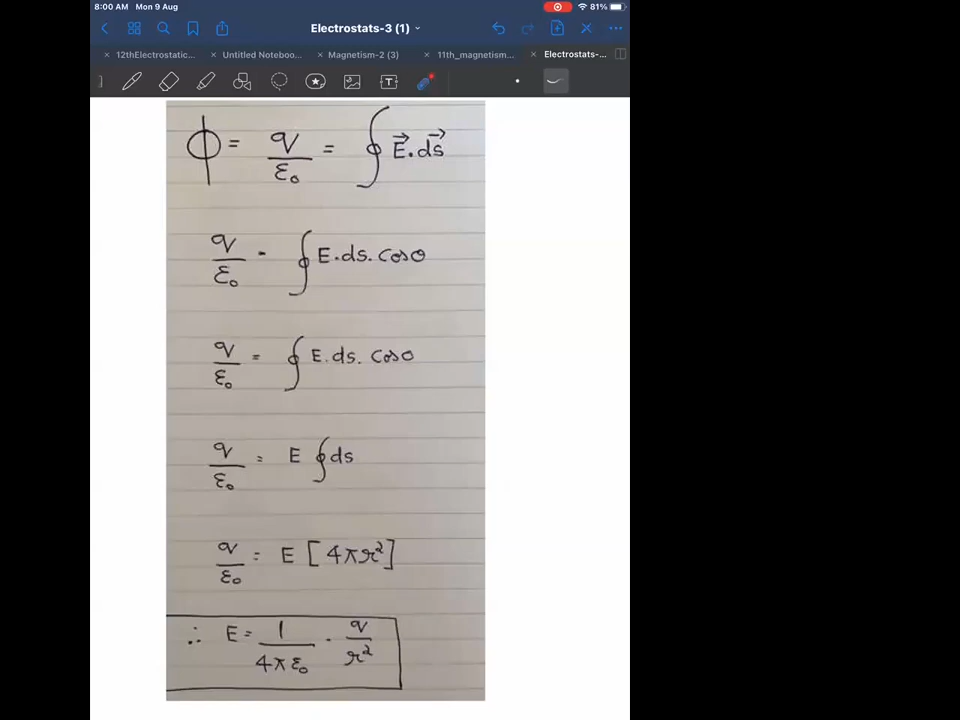 8:00 AM Mon 9 Aug 81%
Electrostats-3 (1)
12thElectrostatic... Untitled Noteboo... Magnetism-2 (3) 11th_magnetism... Electrostats-...
ϕ = q/ε₀ = ∮ E⃗.ds⃗
q/ε₀ - ∮ E.ds. cosθ
q/ε₀ = ∮ E.ds. cosθ
q/ε₀ = E ∮ ds
q/ε₀ = E [ 4πr² ]
∴ E = 1/4πε₀ . q/r²